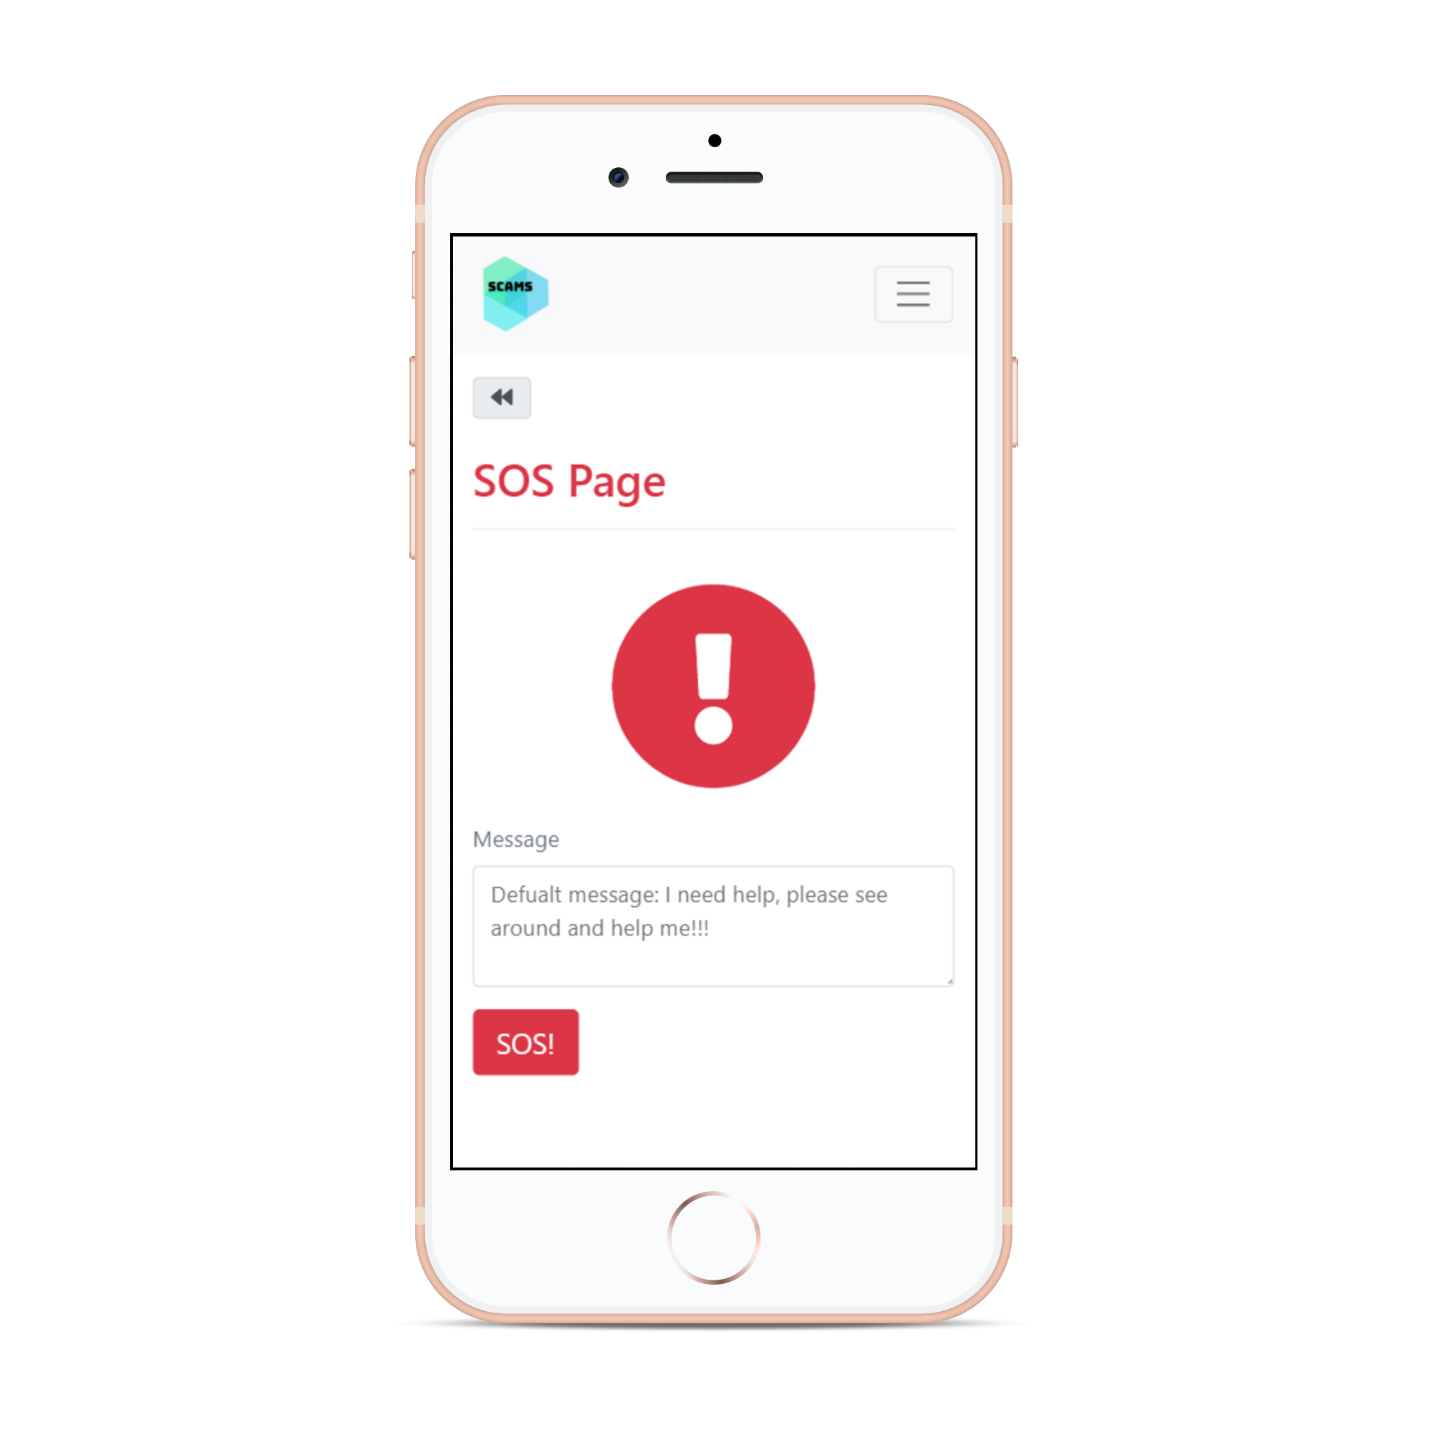 SCAMS
SOS Page
Message
Defualt message: I need help, please see
around and help me!!!
SOS!